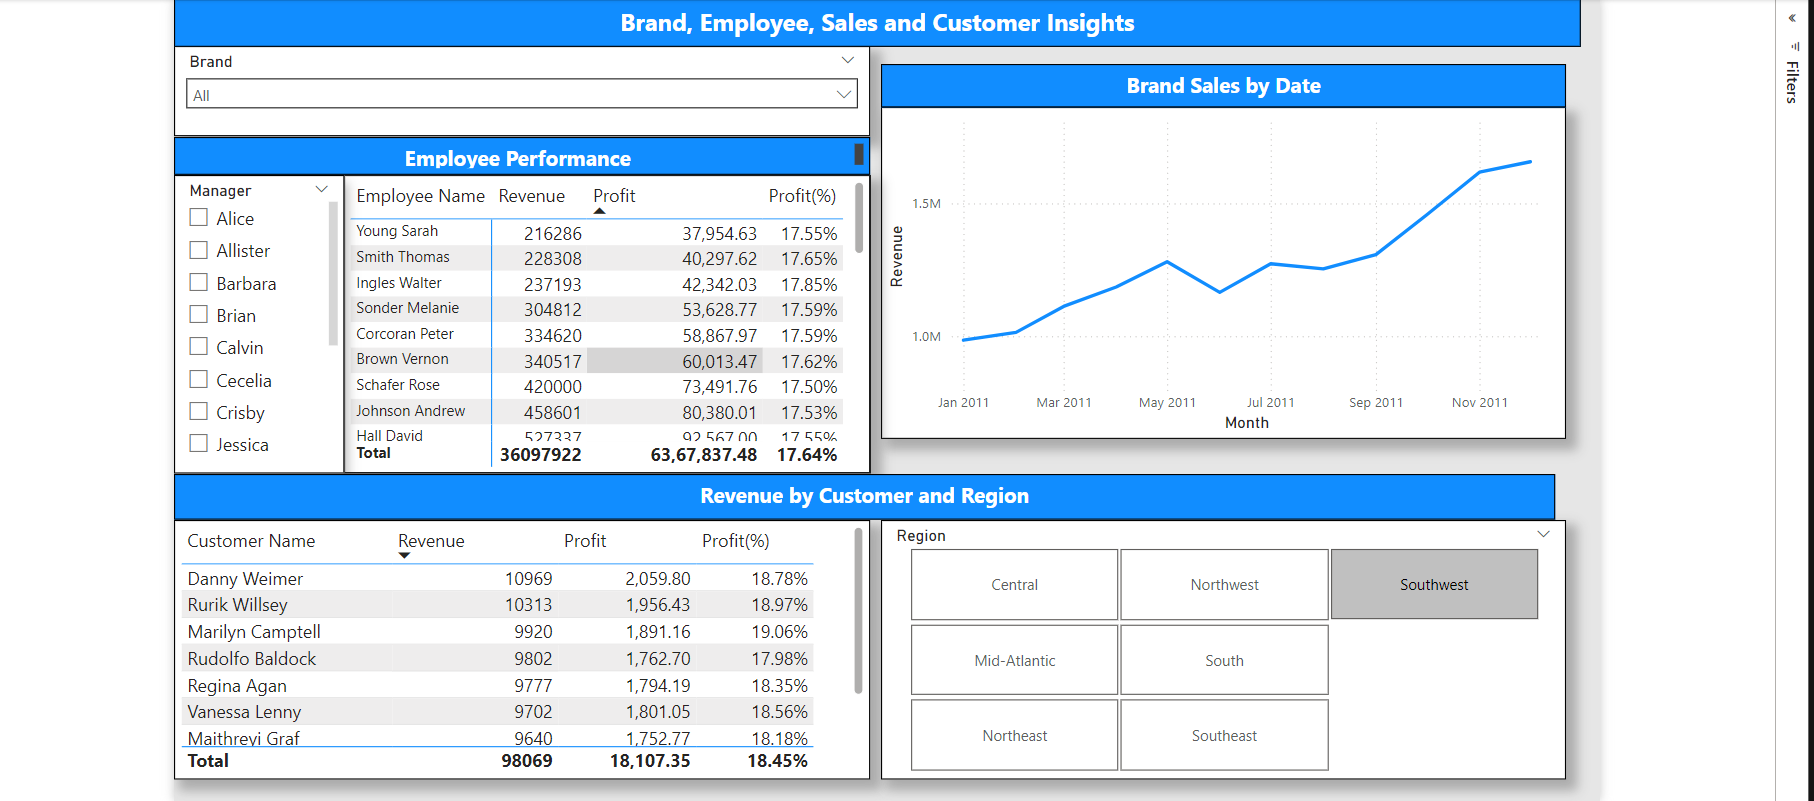 Brand, Employee, Sales and Customer Insights
Brand
All
Employee Performance
Manager
Alice
Allister
Barbara
Brian
Calvin
Cecelia
Crisby
Jessica
Employee Name Revenue Profit Profit(%)
Young Sarah 216286 37,954.63 17.55%
Smith Thomas 228308 40,297.62 17.65%
Ingles Walter 237193 42,342.03 17.85%
Sonder Melanie 304812 53,628.77 17.59%
Corcoran Peter 334620 58,867.97 17.59%
Brown Vernon 340517 60,013.47 17.62%
Schafer Rose 420000 73,491.76 17.50%
Johnson Andrew 458601 80,380.01 17.53%
Hall David 527337 92,567.00 17.55%
Total 36097922 63,67,837.48 17.64%
Brand Sales by Date
Revenue
1.5M
1.0M
Jan 2011 Mar 2011 May 2011 Jul 2011 Sep 2011 Nov 2011
Month
Revenue by Customer and Region
Customer Name Revenue Profit Profit(%)
Danny Weimer 10969 2,059.80 18.78%
Rurik Willsey 10313 1,956.43 18.97%
Marilyn Camptell 9920 1,891.16 19.06%
Rudolfo Baldock 9802 1,762.70 17.98%
Regina Agan 9777 1,794.19 18.35%
Vanessa Lenny 9702 1,801.05 18.56%
Maithreyi Graf 9640 1,752.77 18.18%
Total 98069 18,107.35 18.45%
Region
Central Northwest Southwest
Mid-Atlantic South
Northeast Southeast
Filters